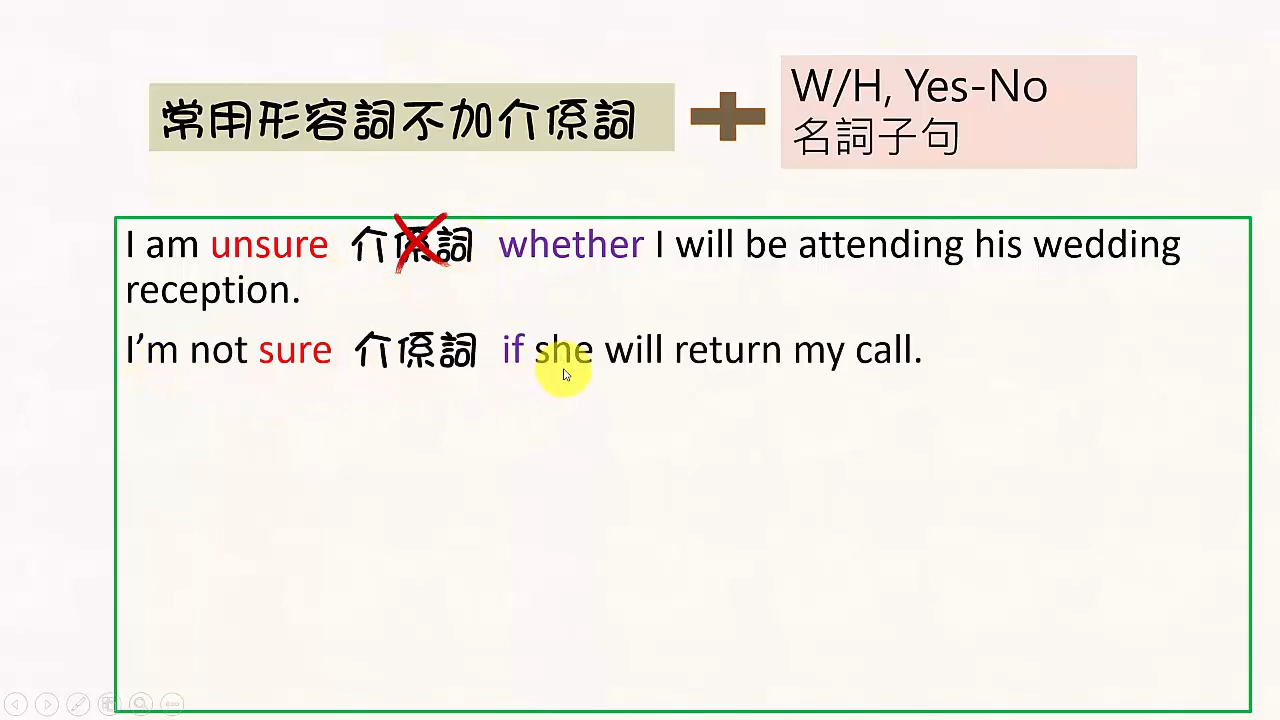 常用形容詞不加介係詞
W/H, Yes-No
名詞子句
I am unsure 介係詞 whether I will be attending his wedding
reception.
I'm not sure 介係詞 if she will return my call.